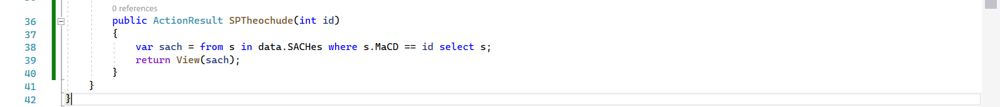 0 references
36 public ActionResult SPTheochude(int id)
37 {
38 var sach = from s in data.SACHes where s.MaCD == id select s;
39 return View(sach);
40 }
41 }
42 }